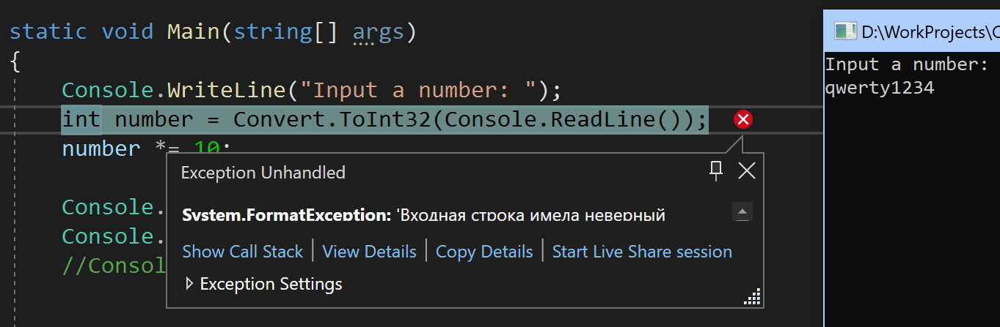 static void Main(string[] args)
{
Console.WriteLine("Input a number: ");
int number = Convert.ToInt32(Console.ReadLine());
number *= 10;
Exception Unhandled
System.FormatException: 'Входная строка имела неверный
Show Call Stack | View Details | Copy Details | Start Live Share session
Exception Settings
Console.
Console.
//Consol
D:\WorkProjects\
Input a number:
qwerty1234